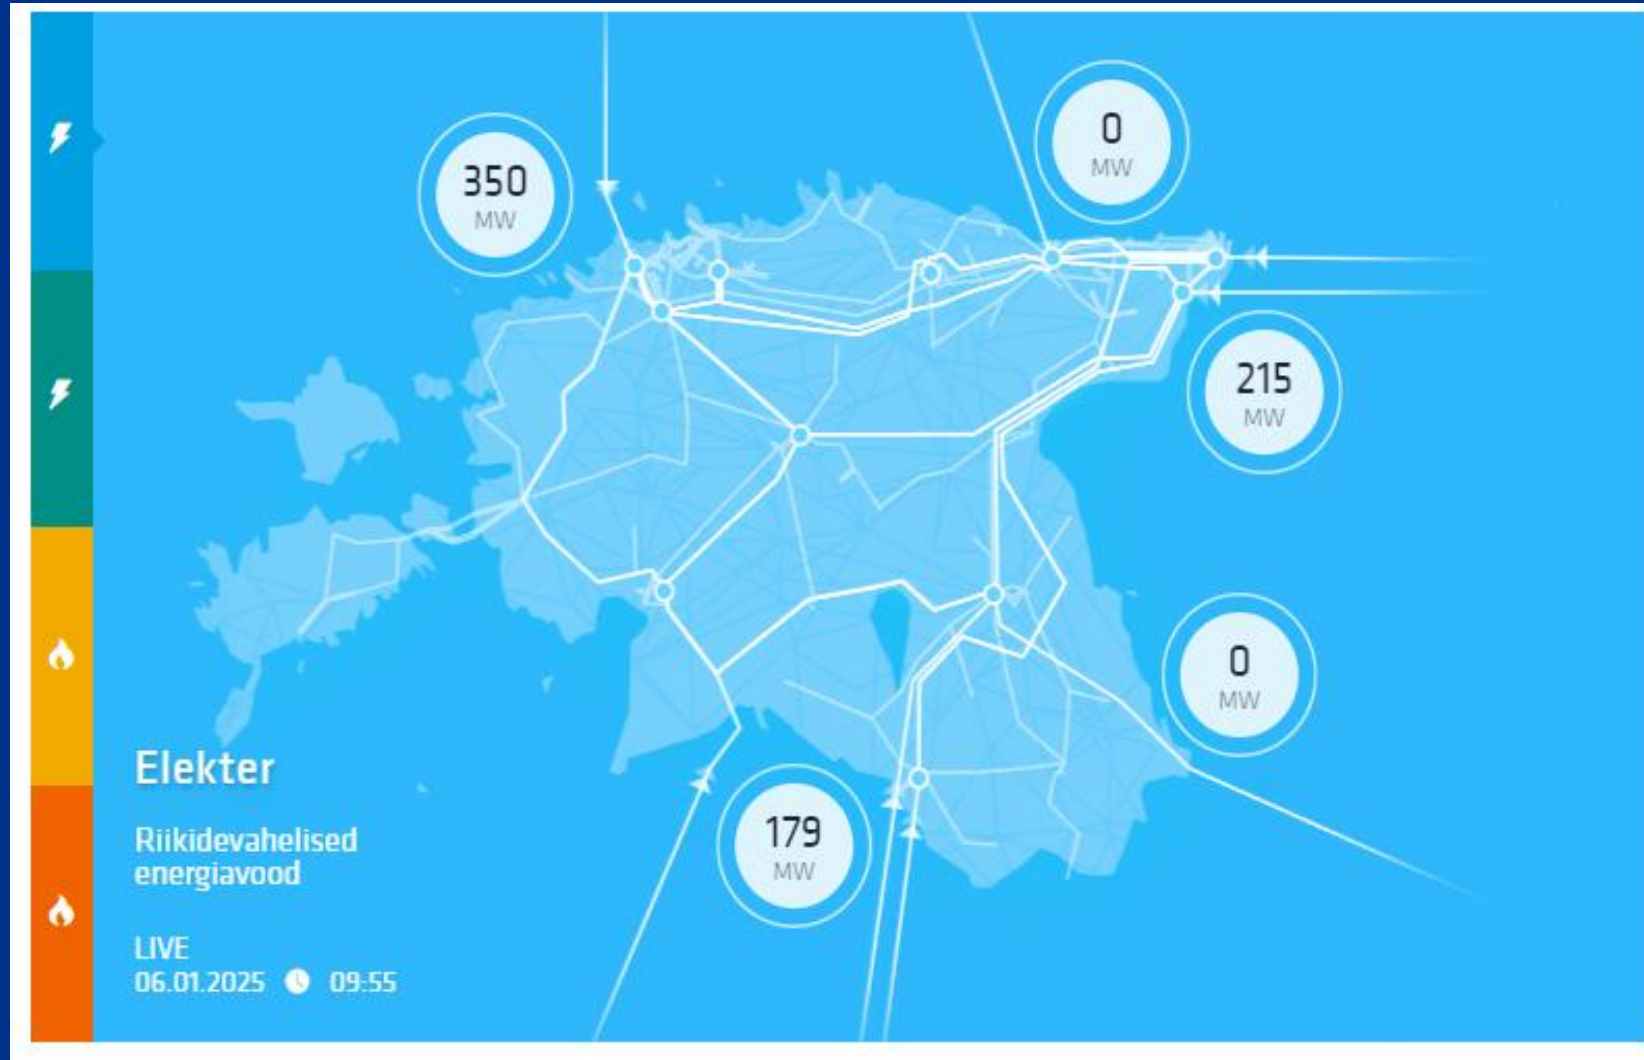 0
MW
350
MW
215
MW
0
MW
179
MW
Elekter
Riikidevahelised
energiavood
LIVE
06.01.2025 09:55